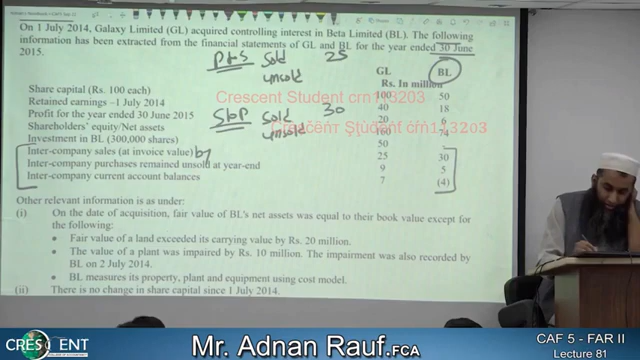 On 1 July 2014, Galaxy Limited (GL) acquired controlling interest in Beta Limited (BL). The following
information has been extracted from the financial statements of GL and BL for the year ended 30 June
2015.
PtoS sold 25
unsold
GL BL
Rs. in million
Share capital (Rs. 100 each) 100 50
Retained earnings –1 July 2014 40 18
Profit for the year ended 30 June 2015 20 6
Shareholders' equity/Net assets 160 74
Investment in BL (300,000 shares) 50 -
Inter-company sales (at invoice value) by 25 30
Inter-company purchases remained unsold at year-end 9 5
Inter-company current account balances 7 (4)
StoP sold 30
unsold
Crescent Student crn113203
Crescent Student crn113203
Other relevant information is as under:
(i) On the date of acquisition, fair value of BL's net assets was equal to their book value except for
the following:
• Fair value of a land exceeded its carrying value by Rs. 20 million.
• The value of a plant was impaired by Rs. 10 million. The impairment was also recorded by
BL on 2 July 2014.
• BL measures its property, plant and equipment using cost model.
(ii) There is no change in share capital since 1 July 2014.
CRESCENT
Mr. Adnan Rauf.FCA
CAF 5 - FAR II
Lecture 81